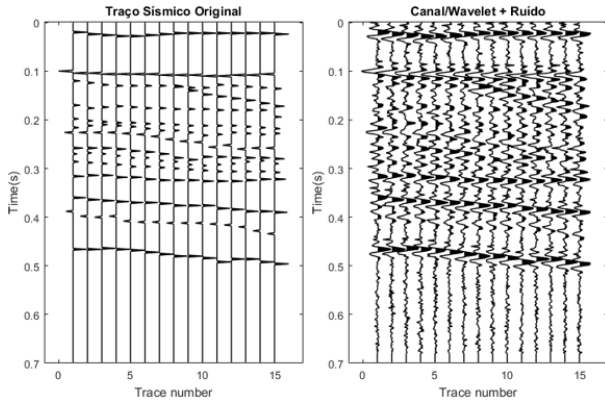 Traço Sísmico Original
0
0.1
0.2
0.3
0.4
0.5
0.6
0.7
Time(s)
0 5 10 15
Trace number
Canal/Wavelet + Ruído
0
0.1
0.2
0.3
0.4
0.5
0.6
0.7
Time(s)
0 5 10 15
Trace number